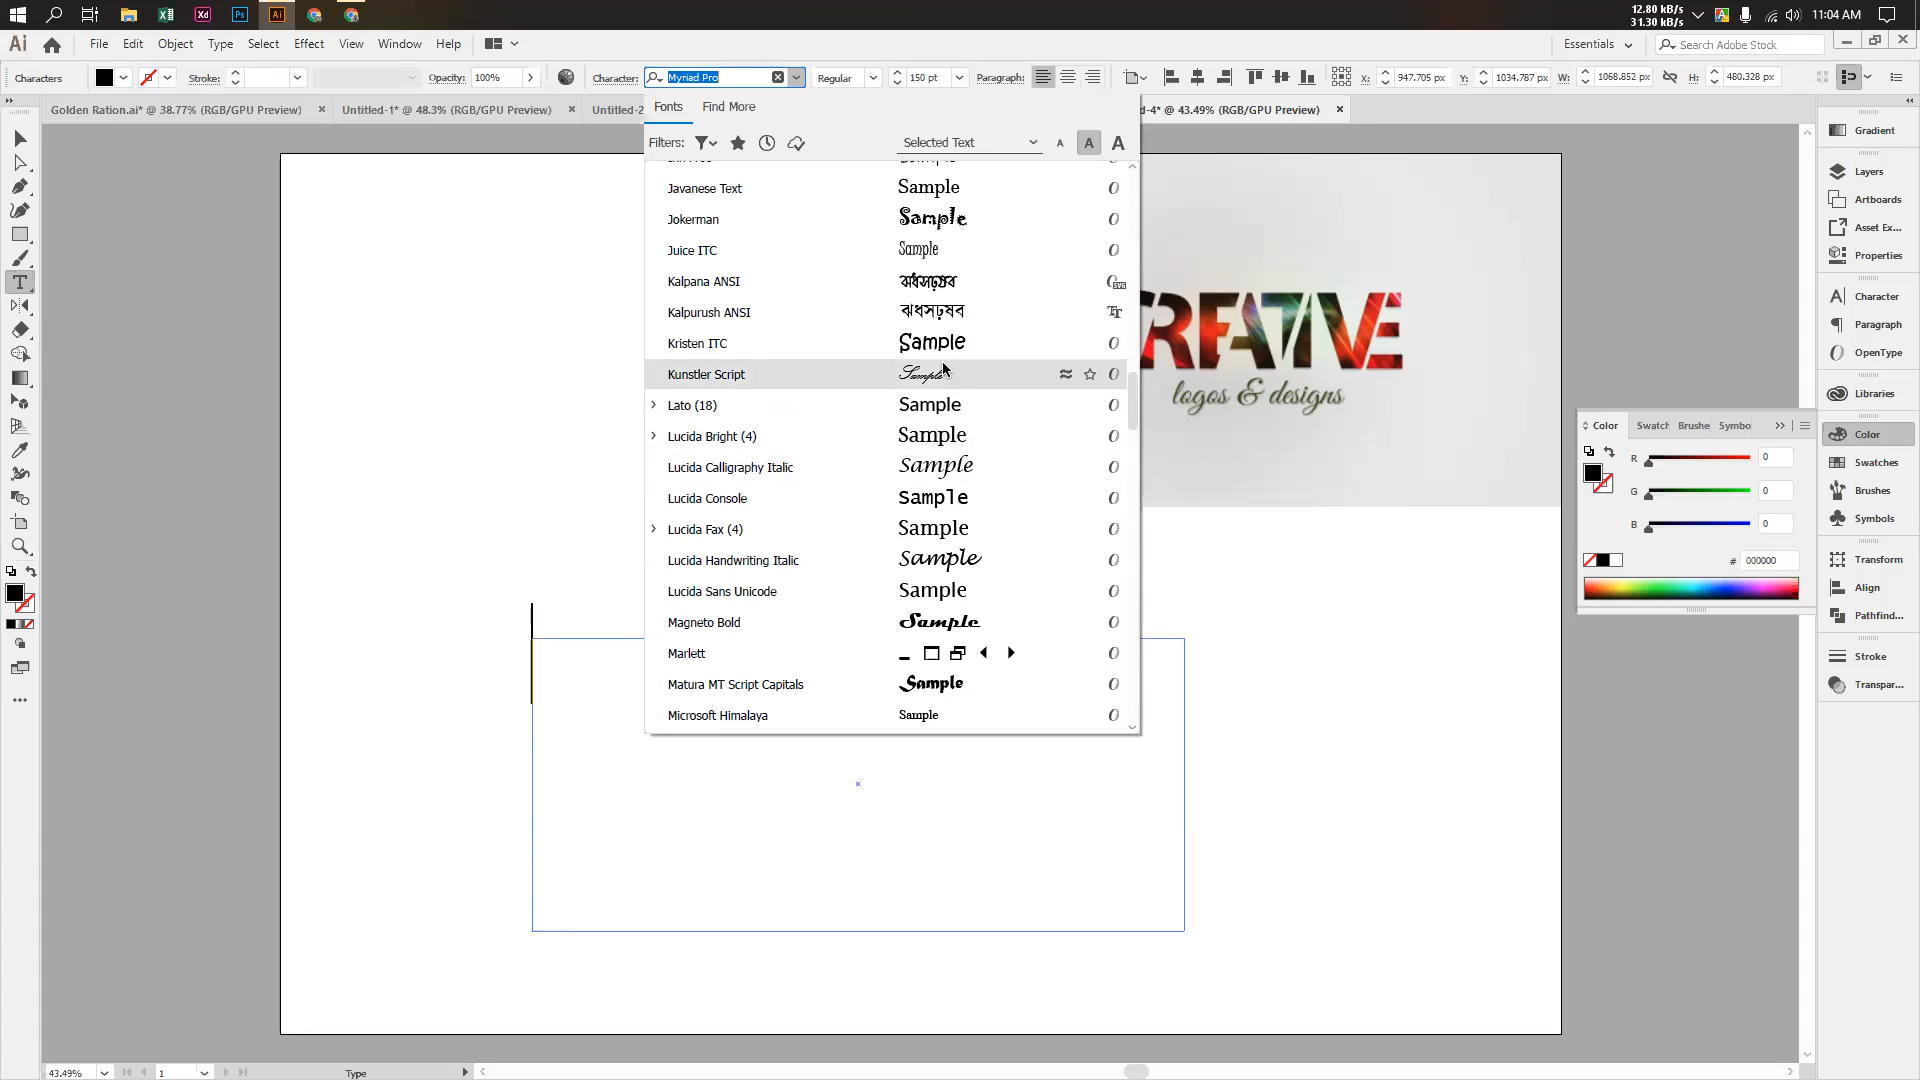 12.80 kB/s
31.30 kB/s
11:04 AM
Ai
File Edit Object Type Select Effect View Window Help
Essentials
Search Adobe Stock
Characters
Stroke:
Opacity: 100%
Character: Myriad Pro
Regular
150 pt
Paragraph:
X: 947.705 px
Y: 1034.787 px
W: 1068.852 px
H: 480.328 px
Golden Ration.ai* @ 38.77% (RGB/GPU Preview)
Untitled-1* @ 48.3% (RGB/GPU Preview)
Untitled-2
d-4* @ 43.49% (RGB/GPU Preview)
Fonts
Find More
Filters:
Selected Text
A A A
Javanese Text Sample
Jokerman Sample
Juice ITC Sample
Kalpana ANSI
Kalpurush ANSI
Kristen ITC Sample
Kunstler Script Sample
Lato (18) Sample
Lucida Bright (4) Sample
Lucida Calligraphy Italic Sample
Lucida Console Sample
Lucida Fax (4) Sample
Lucida Handwriting Italic Sample
Lucida Sans Unicode Sample
Magneto Bold Sample
Marlett
Matura MT Script Capitals Sample
Microsoft Himalaya Sample
CREATIVE
logos & designs
Color
Swatch
Brushe
Symbo
R 0
G 0
B 0
# 000000
Gradient
Layers
Artboards
Asset Ex...
Properties
Character
Paragraph
OpenType
Libraries
Color
Swatches
Brushes
Symbols
Transform
Align
Pathfind...
Stroke
Transpar...
43.49%
1
Type